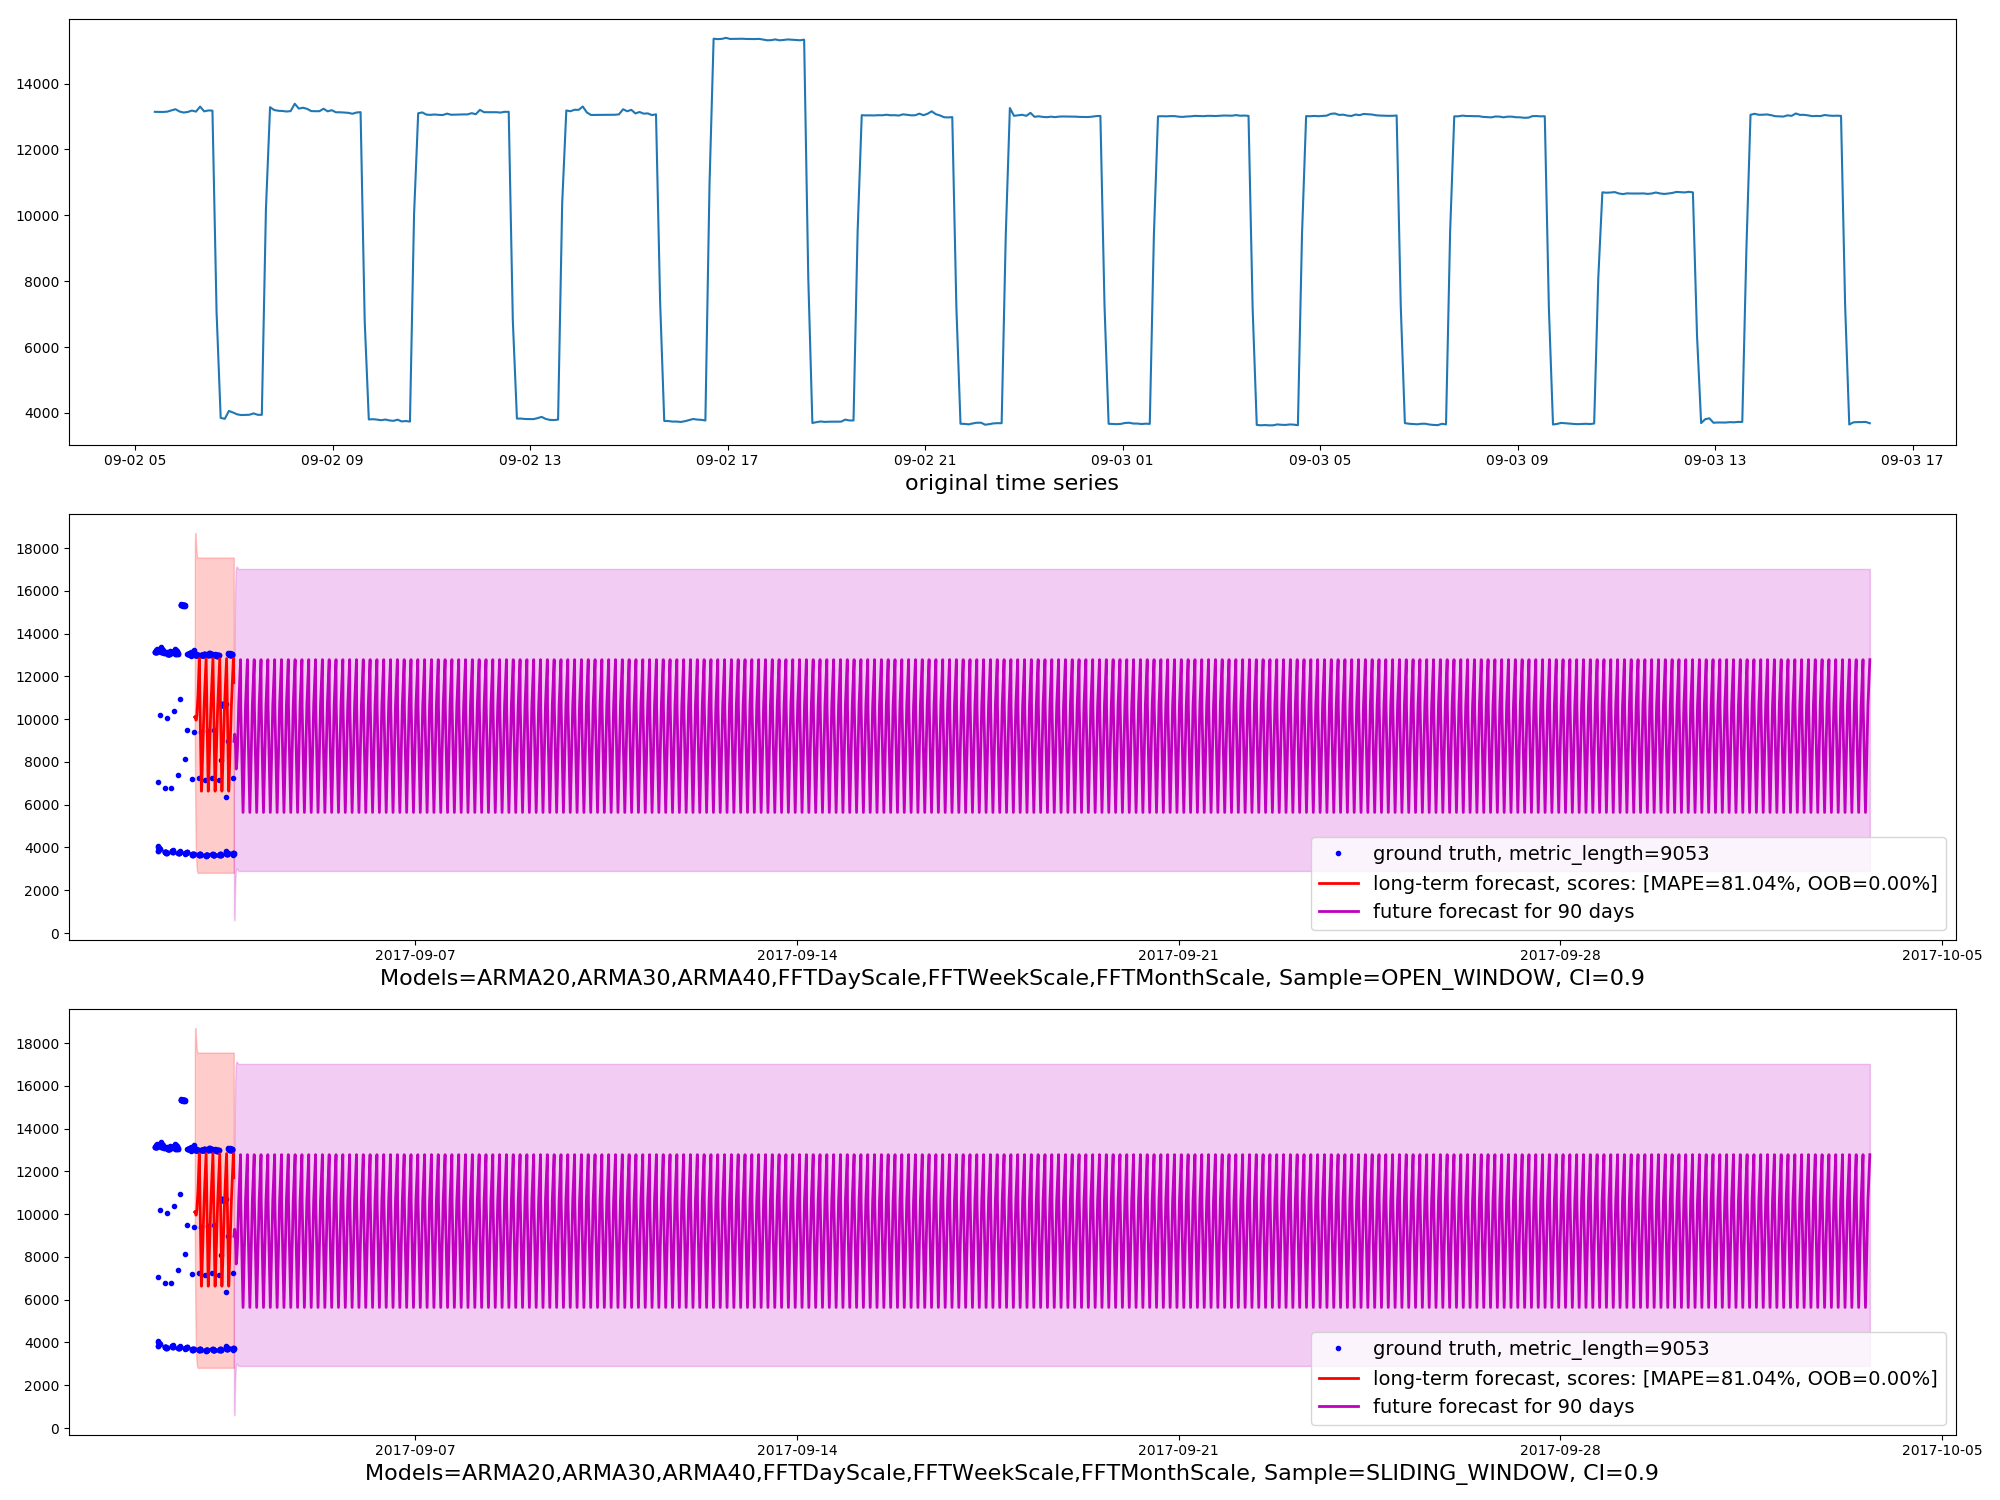 14000
12000
10000
8000
6000
4000
09-02 05 09-02 09 09-02 13 09-02 17 09-02 21 09-03 01 09-03 05 09-03 09 09-03 13 09-03 17
original time series
18000
16000
14000
12000
10000
8000
6000
4000
2000
0
ground truth, metric_length=9053
long-term forecast, scores: [MAPE=81.04%, OOB=0.00%]
future forecast for 90 days
2017-09-07 2017-09-14 2017-09-21 2017-09-28 2017-10-05
Models=ARMA20,ARMA30,ARMA40,FFTDayScale,FFTWeekScale,FFTMonthScale, Sample=OPEN_WINDOW, CI=0.9
18000
16000
14000
12000
10000
8000
6000
4000
2000
0
ground truth, metric_length=9053
long-term forecast, scores: [MAPE=81.04%, OOB=0.00%]
future forecast for 90 days
2017-09-07 2017-09-14 2017-09-21 2017-09-28 2017-10-05
Models=ARMA20,ARMA30,ARMA40,FFTDayScale,FFTWeekScale,FFTMonthScale, Sample=SLIDING_WINDOW, CI=0.9